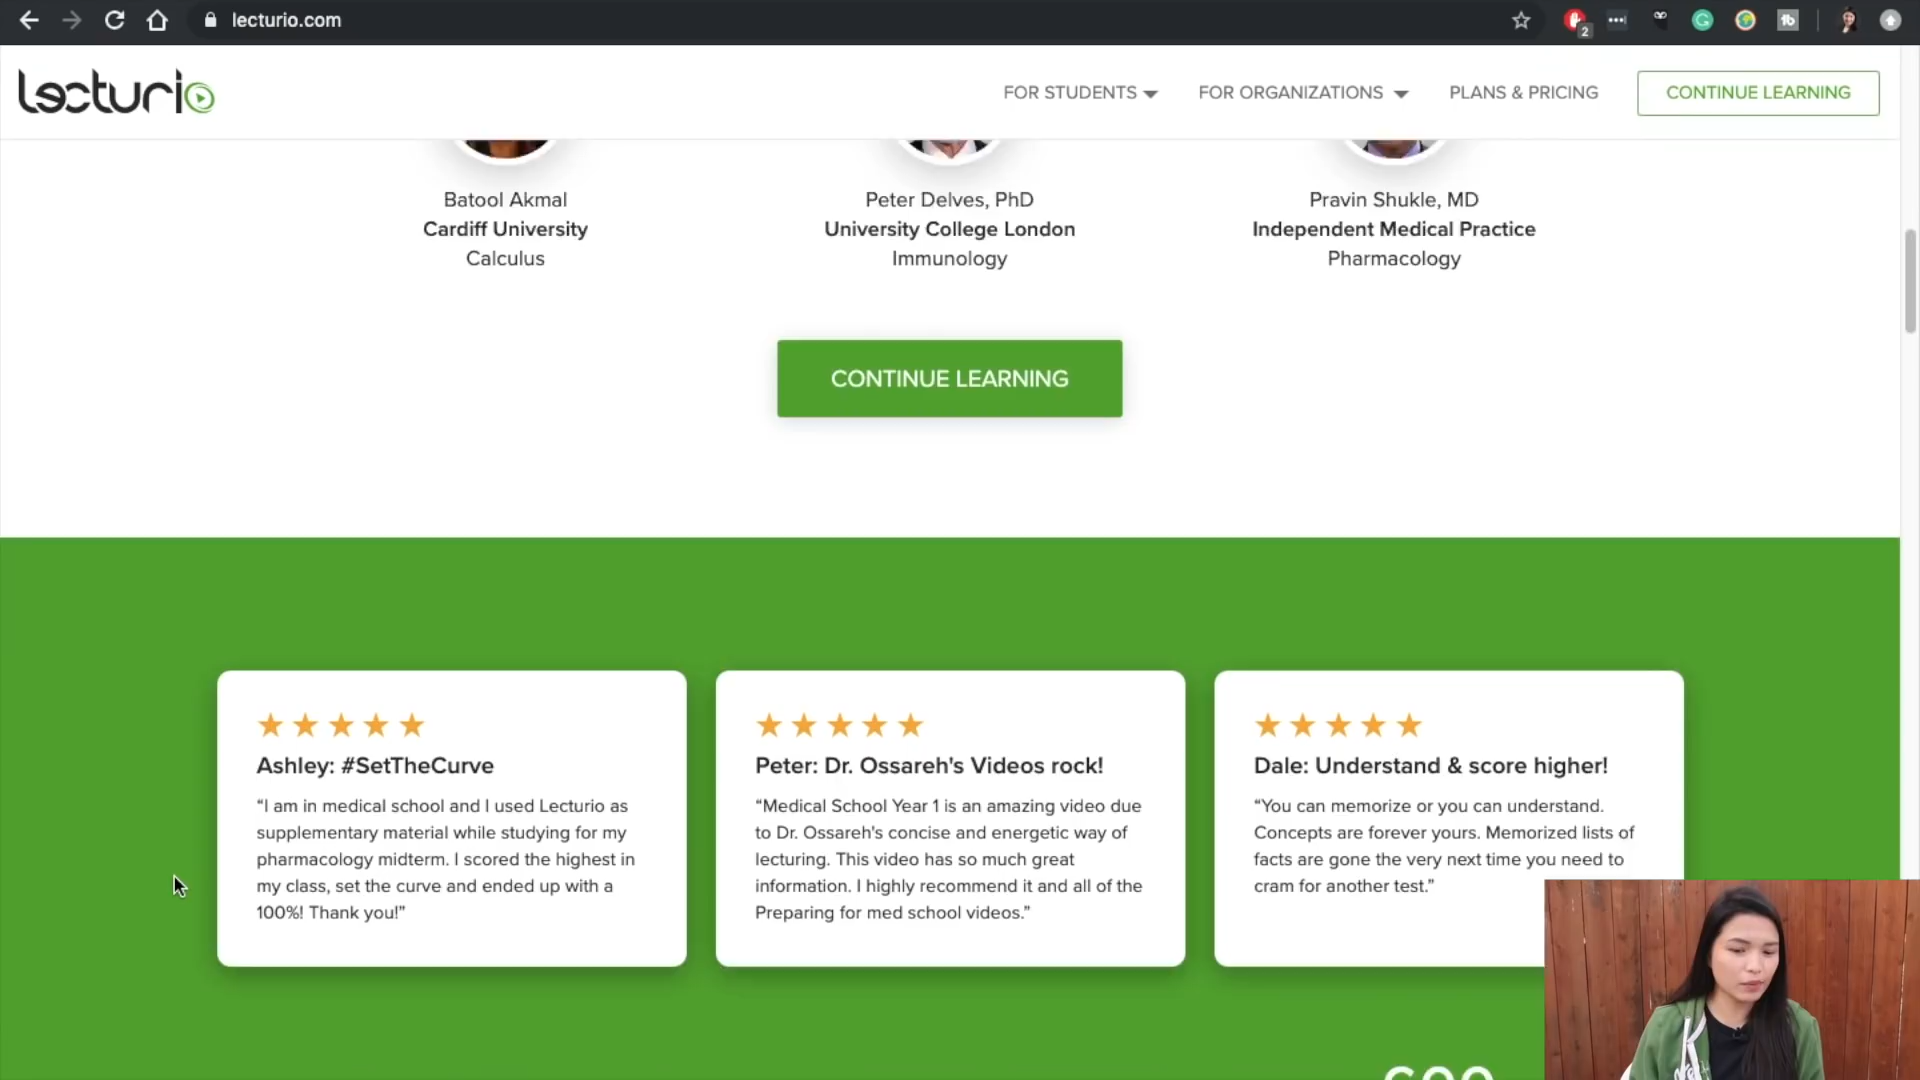 lecturio.com
2
lecturio
FOR STUDENTS
FOR ORGANIZATIONS
PLANS & PRICING
CONTINUE LEARNING
Batool Akmal
Cardiff University
Calculus
Peter Delves, PhD
University College London
Immunology
Pravin Shukle, MD
Independent Medical Practice
Pharmacology
CONTINUE LEARNING
Ashley: #SetTheCurve
“I am in medical school and I used Lecturio as
supplementary material while studying for my
pharmacology midterm. I scored the highest in
my class, set the curve and ended up with a
100%! Thank you!”
Peter: Dr. Ossareh's Videos rock!
“Medical School Year 1 is an amazing video due
to Dr. Ossareh's concise and energetic way of
lecturing. This video has so much great
information. I highly recommend it and all of the
Preparing for med school videos.”
Dale: Understand & score higher!
“You can memorize or you can understand.
Concepts are forever yours. Memorized lists of
facts are gone the very next time you need to
cram for another test.”